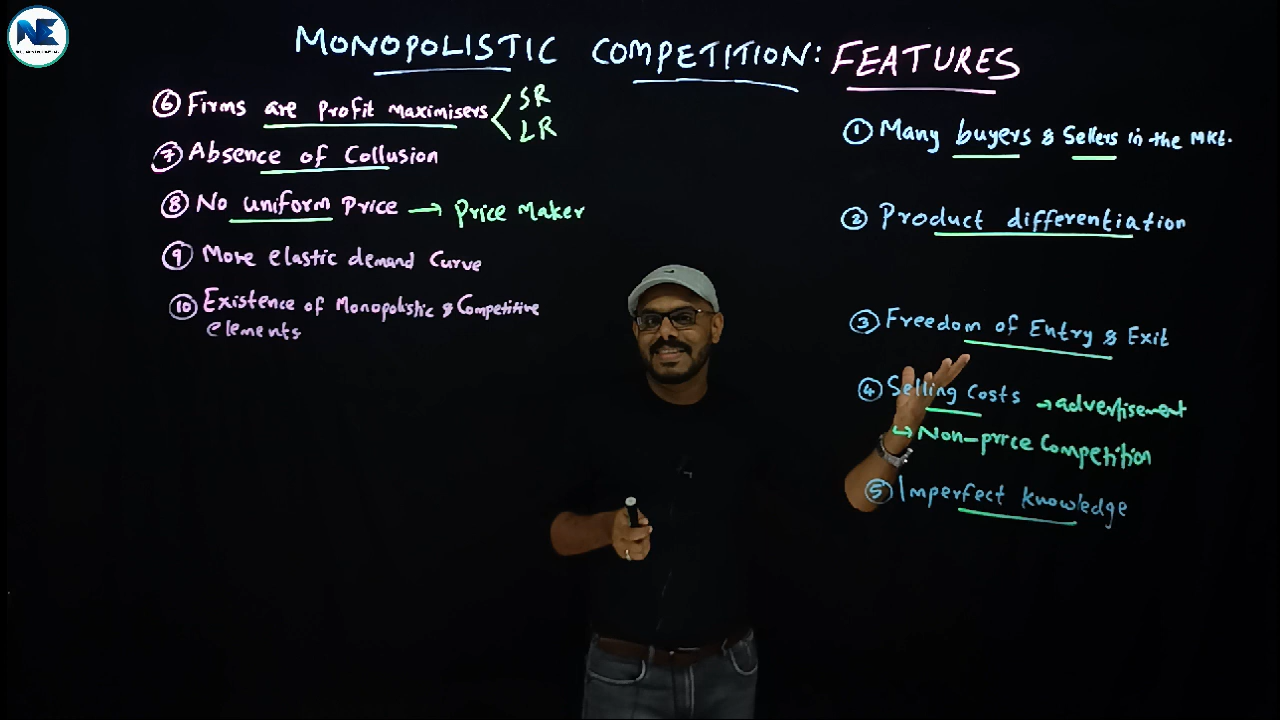 NE
MONOPOLISTIC COMPETITION: FEATURES
① Many buyers & Sellers in the MKt.
② Product differentiation
③ Freedom of Entry & Exit
④ Selling Costs → advertisement
↳ Non-price Competition
⑤ Imperfect knowledge
⑥ Firms are profit maximisers < SR
LR
⑦ Absence of Collusion
⑧ No uniform Price → Price Maker
⑨ More elastic demand Curve
⑩ Existence of Monopolistic & Competitive
elements